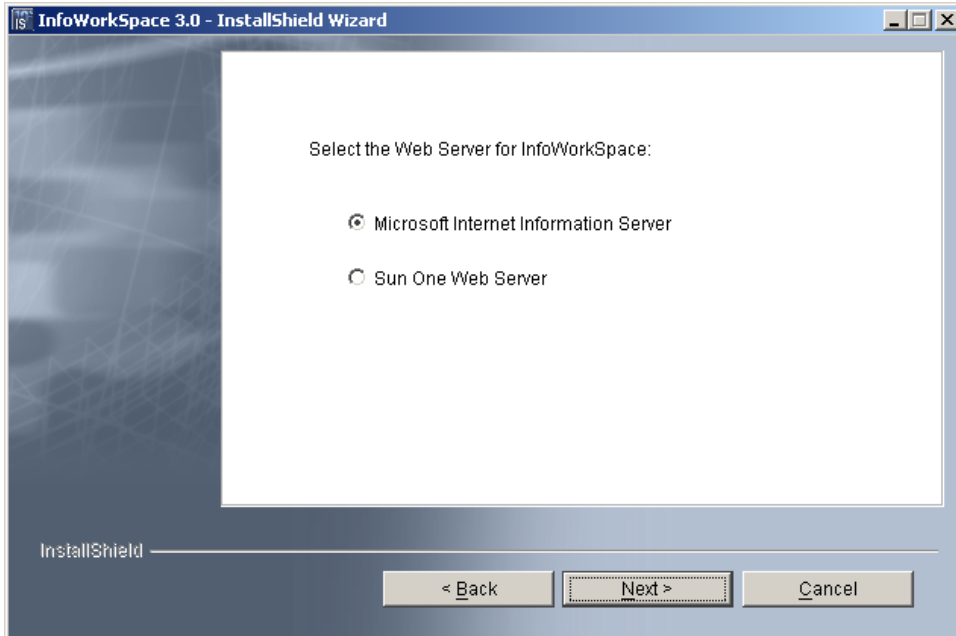 InfoWorkSpace 3.0 - InstallShield Wizard
Select the Web Server for InfoWorkSpace:
Microsoft Internet Information Server
Sun One Web Server
InstallShield
< Back Next > Cancel